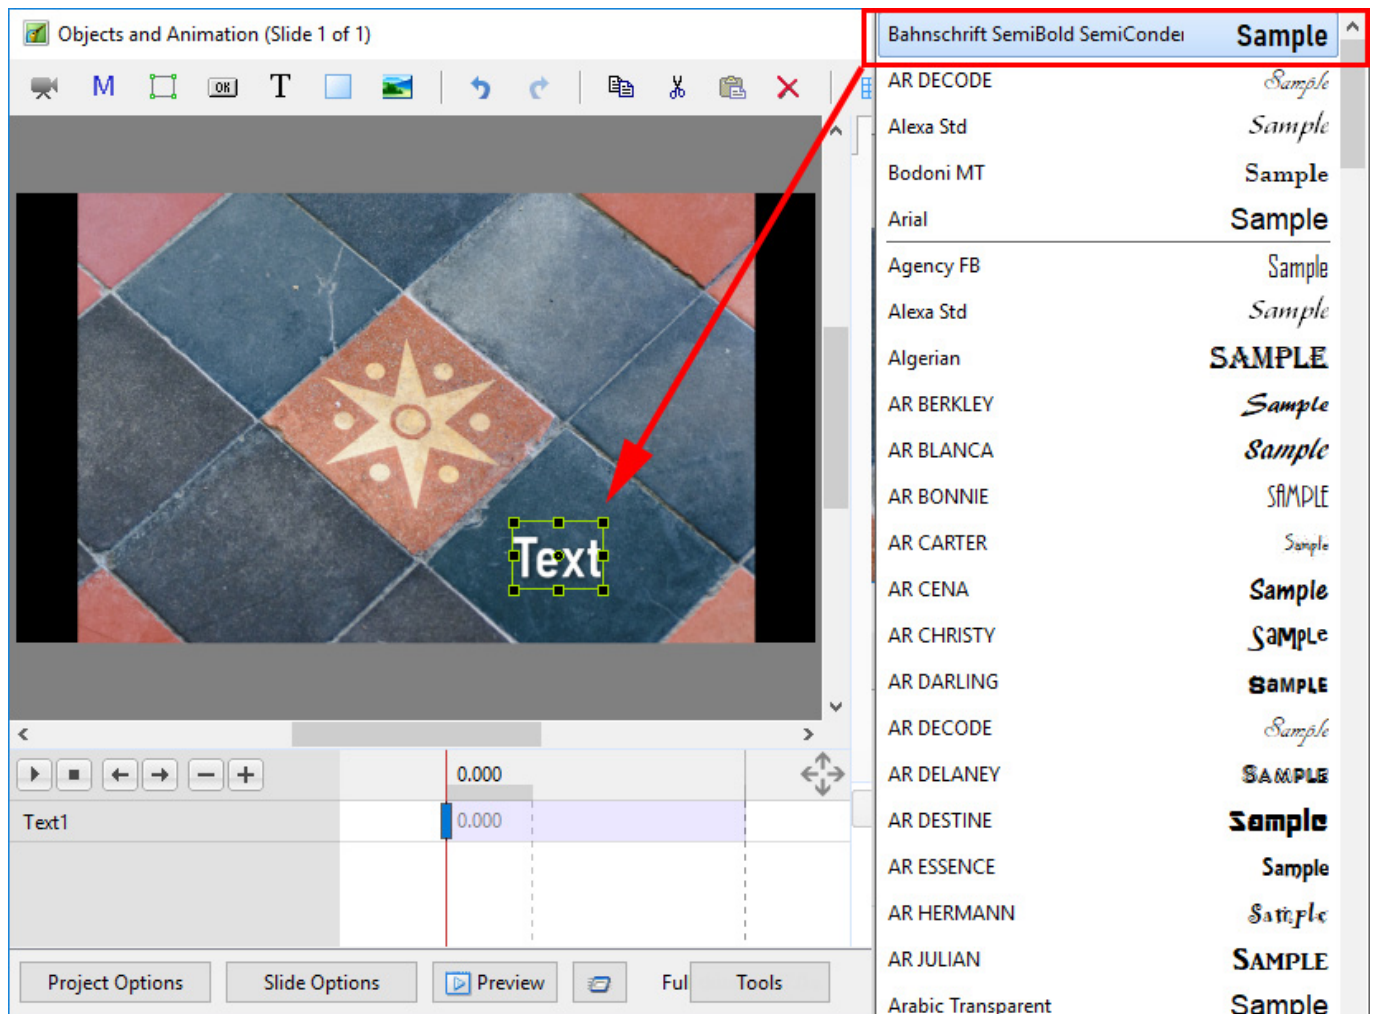 Objects and Animation (Slide 1 of 1)
M OK T
Text
0.000
Text1
0.000
Project Options
Slide Options
Preview
Ful
Tools
Bahnschrift SemiBold SemiConder Sample
AR DECODE Sample
Alexa Std Sample
Bodoni MT Sample
Arial Sample
Agency FB Sample
Alexa Std Sample
Algerian SAMPLE
AR BERKLEY Sample
AR BLANCA Sample
AR BONNIE SAMPLE
AR CARTER Sample
AR CENA Sample
AR CHRISTY SaMpLe
AR DARLING SaMPLE
AR DECODE Sample
AR DELANEY SAMPLE
AR DESTINE Sample
AR ESSENCE Sample
AR HERMANN Sample
AR JULIAN SAMPLE
Arabic Transparent Sample